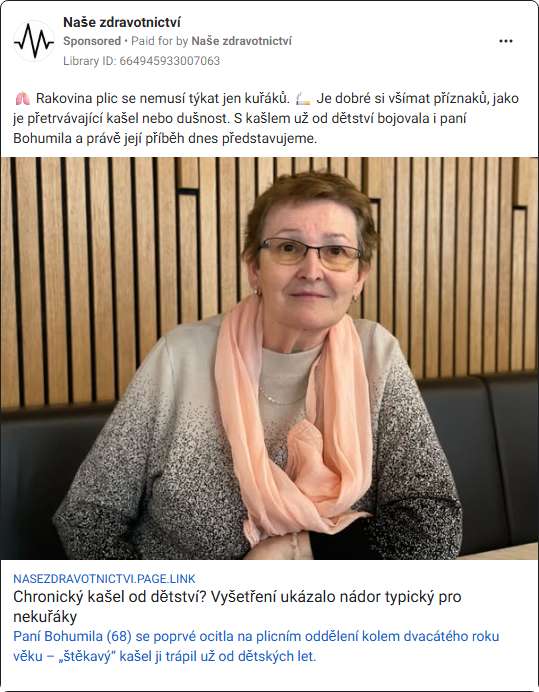 Naše zdravotnictví
Sponsored • Paid for by Naše zdravotnictví
Library ID: 664945933007063
🫁 Rakovina plic se nemusí týkat jen kuřáků. 🚬 Je dobré si všímat příznaků, jako
je přetrvávající kašel nebo dušnost. S kašlem už od dětství bojovala i paní
Bohumila a právě její příběh dnes představujeme.
NASEZDRAVOTNICTVI.PAGE.LINK
Chronický kašel od dětství? Vyšetření ukázalo nádor typický pro
nekuřáky
Paní Bohumila (68) se poprvé ocitla na plicním oddělení kolem dvacátého roku
věku – „štěkavý“ kašel ji trápil už od dětských let.